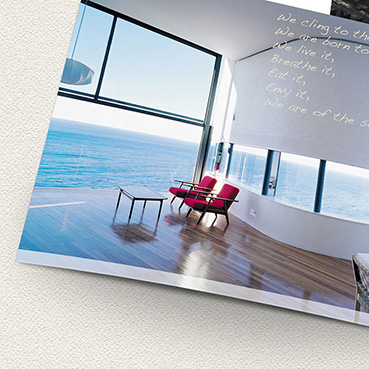 We cling to the
We are born to
We live it,
Breathe it,
Eat it,
Envy it,
We are of the s